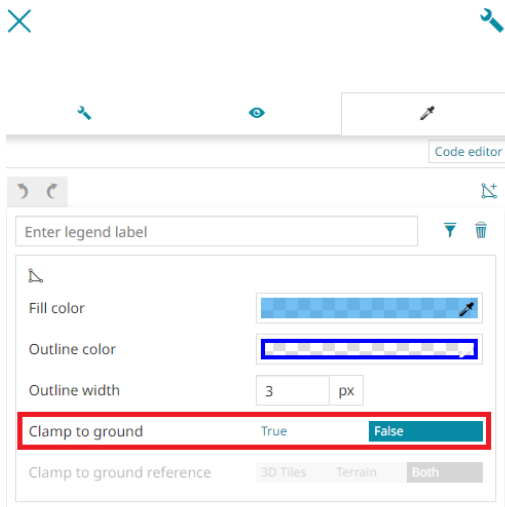 Code editor
Enter legend label
Fill color
Outline color
Outline width 3 px
Clamp to ground True False
Clamp to ground reference 3D Tiles Terrain Both